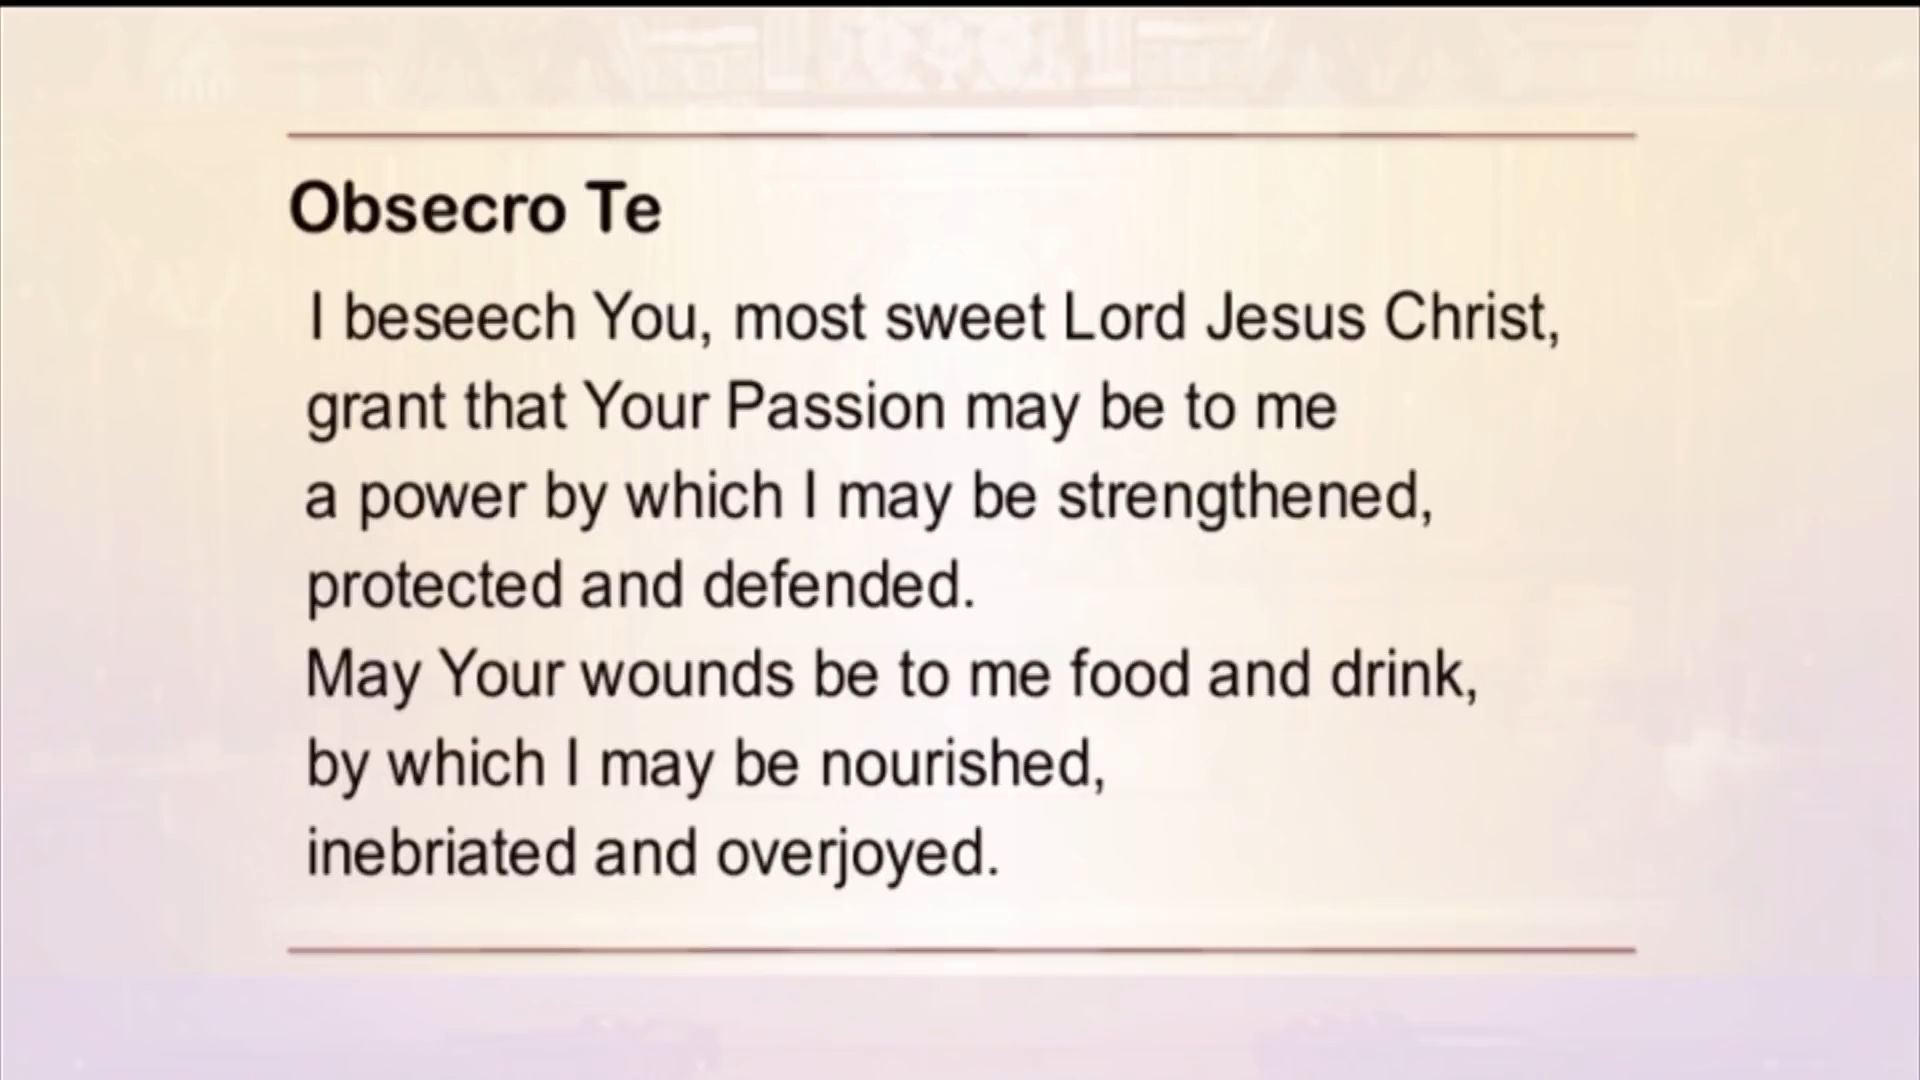 Obsecro Te
I beseech You, most sweet Lord Jesus Christ,
grant that Your Passion may be to me
a power by which I may be strengthened,
protected and defended.
May Your wounds be to me food and drink,
by which I may be nourished,
inebriated and overjoyed.